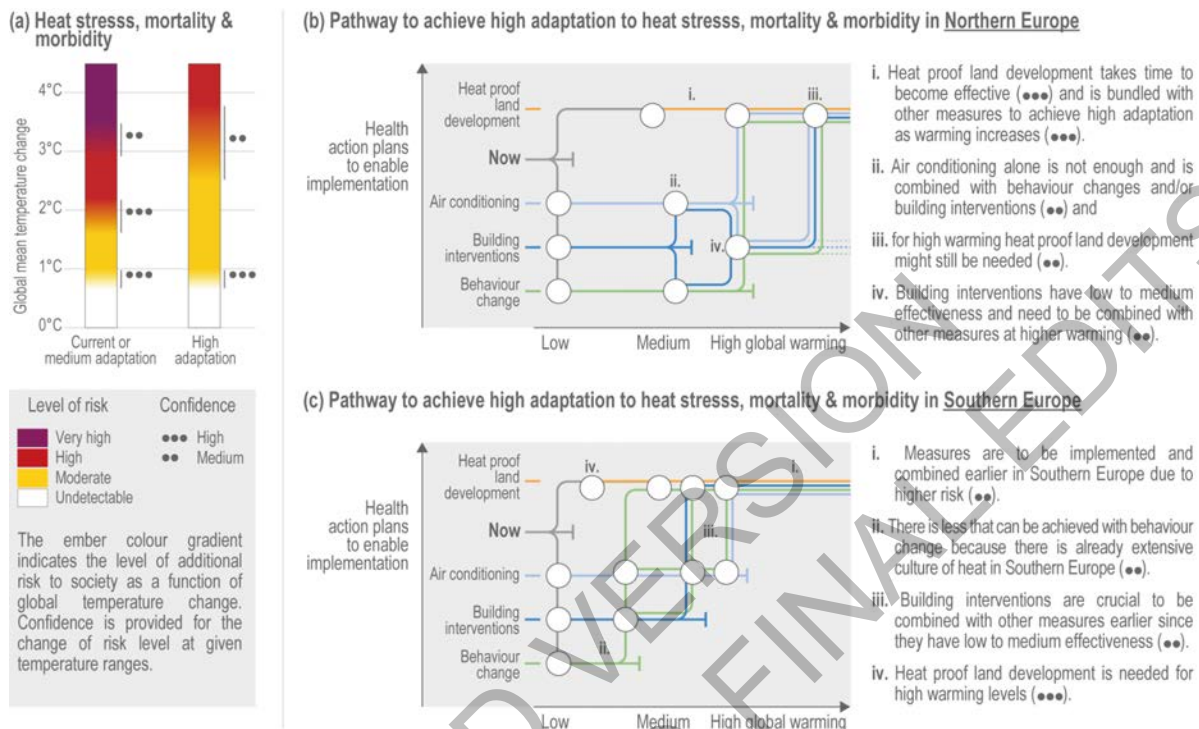 (a) Heat stresss, mortality &
morbidity
4°C
3°C
2°C
1°C
0°C
Global mean temperature change
Current or
medium adaptation
High
adaptation
Level of risk
Confidence
Very high
High
Moderate
Undetectable
High
Medium
The ember colour gradient
indicates the level of additional
risk to society as a function of
global temperature change.
Confidence is provided for the
change of risk level at given
temperature ranges.
(b) Pathway to achieve high adaptation to heat stresss, mortality & morbidity in Northern Europe
Health
action plans
to enable
implementation
Heat proof
land
development
Now
Air conditioning
Building
interventions
Behaviour
change
i.
ii.
iii.
iv.
Low
Medium
High global warming
i. Heat proof land development takes time to
become effective (●●●) and is bundled with
other measures to achieve high adaptation
as warming increases (●●●).
ii. Air conditioning alone is not enough and is
combined with behaviour changes and/or
building interventions (●●) and
iii. for high warming heat proof land development
might still be needed (●●).
iv. Building interventions have low to medium
effectiveness and need to be combined with
other measures at higher warming (●●).
(c) Pathway to achieve high adaptation to heat stresss, mortality & morbidity in Southern Europe
Health
action plans
to enable
implementation
Heat proof
land
development
Now
Air conditioning
Building
interventions
Behaviour
change
iv.
i.
iii.
ii.
Low
Medium
High global warming
i. Measures are to be implemented and
combined earlier in Southern Europe due to
higher risk (●●).
ii. There is less that can be achieved with behaviour
change because there is already extensive
culture of heat in Southern Europe (●●).
iii. Building interventions are crucial to be
combined with other measures earlier since
they have low to medium effectiveness (●●).
iv. Heat proof land development is needed for
high warming levels (●●●).
VERSION
FINAL EDITS